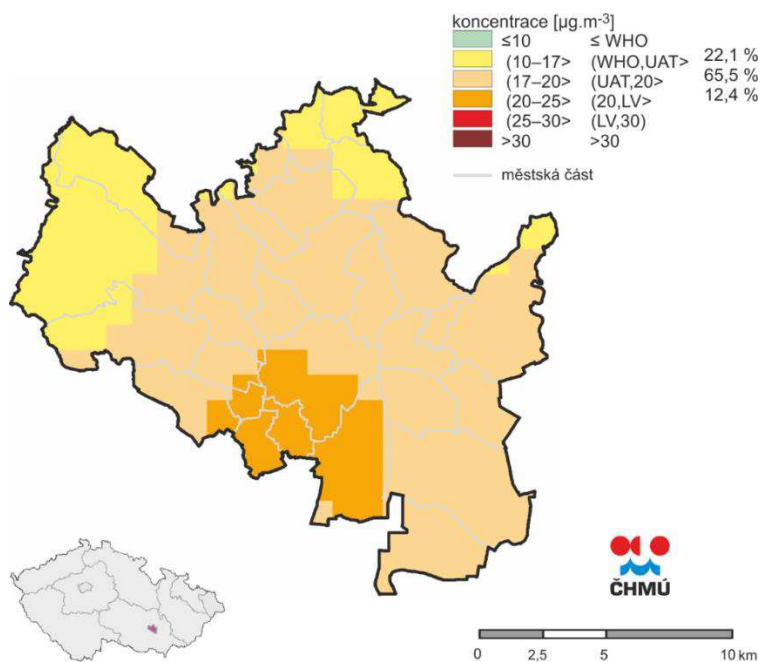 koncentrace [µg.m⁻³]
≤10 ≤ WHO
(10–17> (WHO,UAT> 22,1 %
(17–20> (UAT,20> 65,5 %
(20–25> (20,LV> 12,4 %
(25–30> (LV,30)
>30 >30
městská část
ČHMÚ
0 2,5 5 10 km